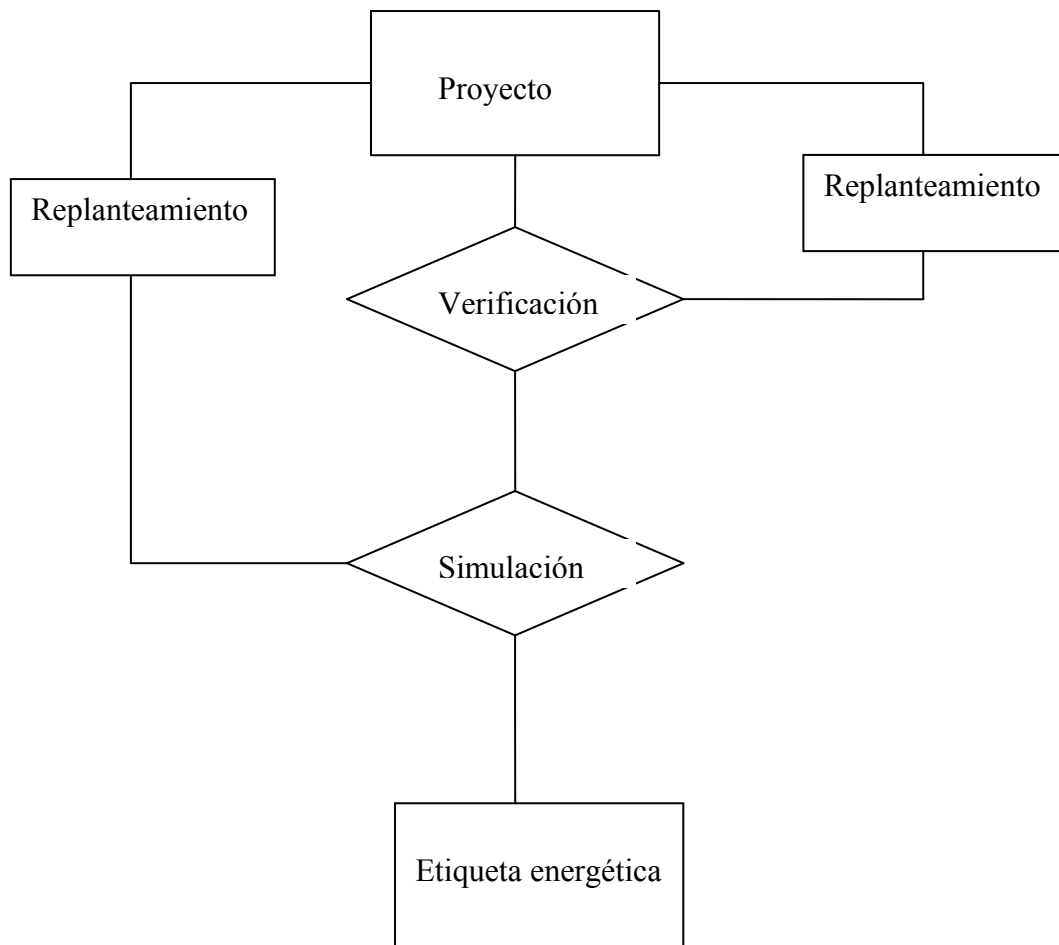 Proyecto
Replanteamiento
Replanteamiento
Verificación
Simulación
Etiqueta energética